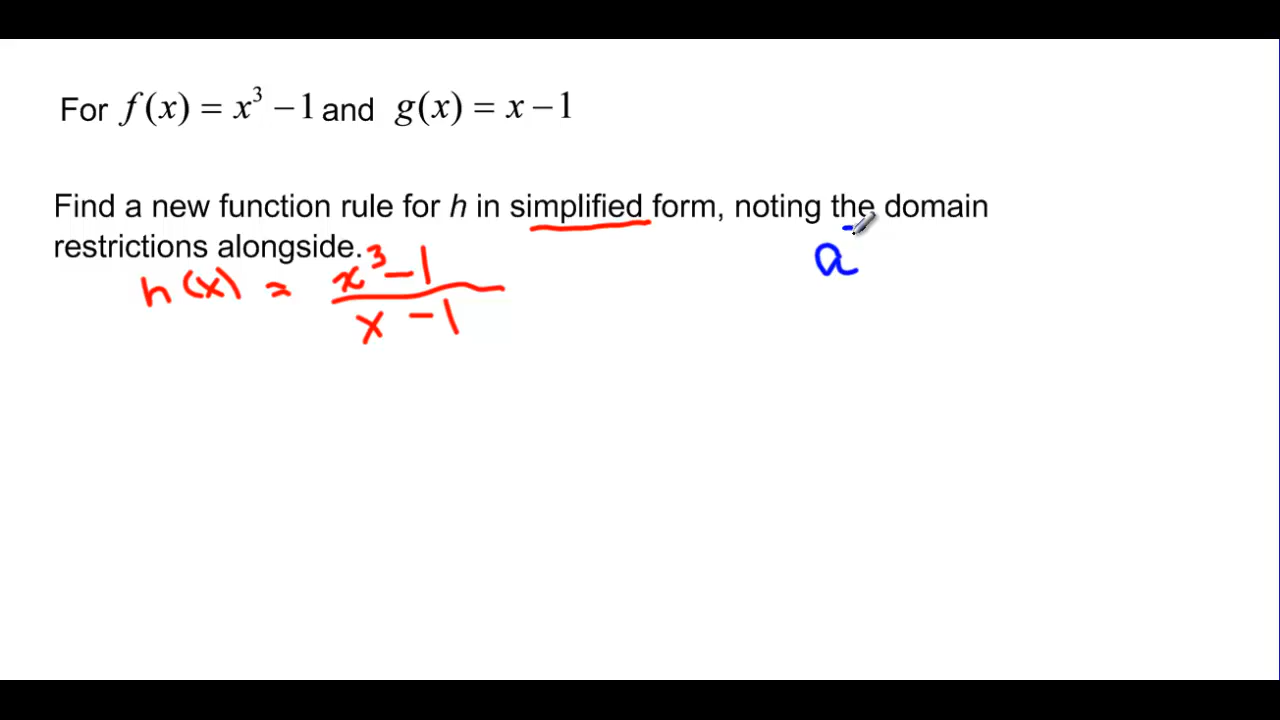 For f(x) = x³ − 1 and g(x) = x − 1
Find a new function rule for h in simplified form, noting the domain
restrictions alongside.
h(x) = x³ − 1
x − 1
a